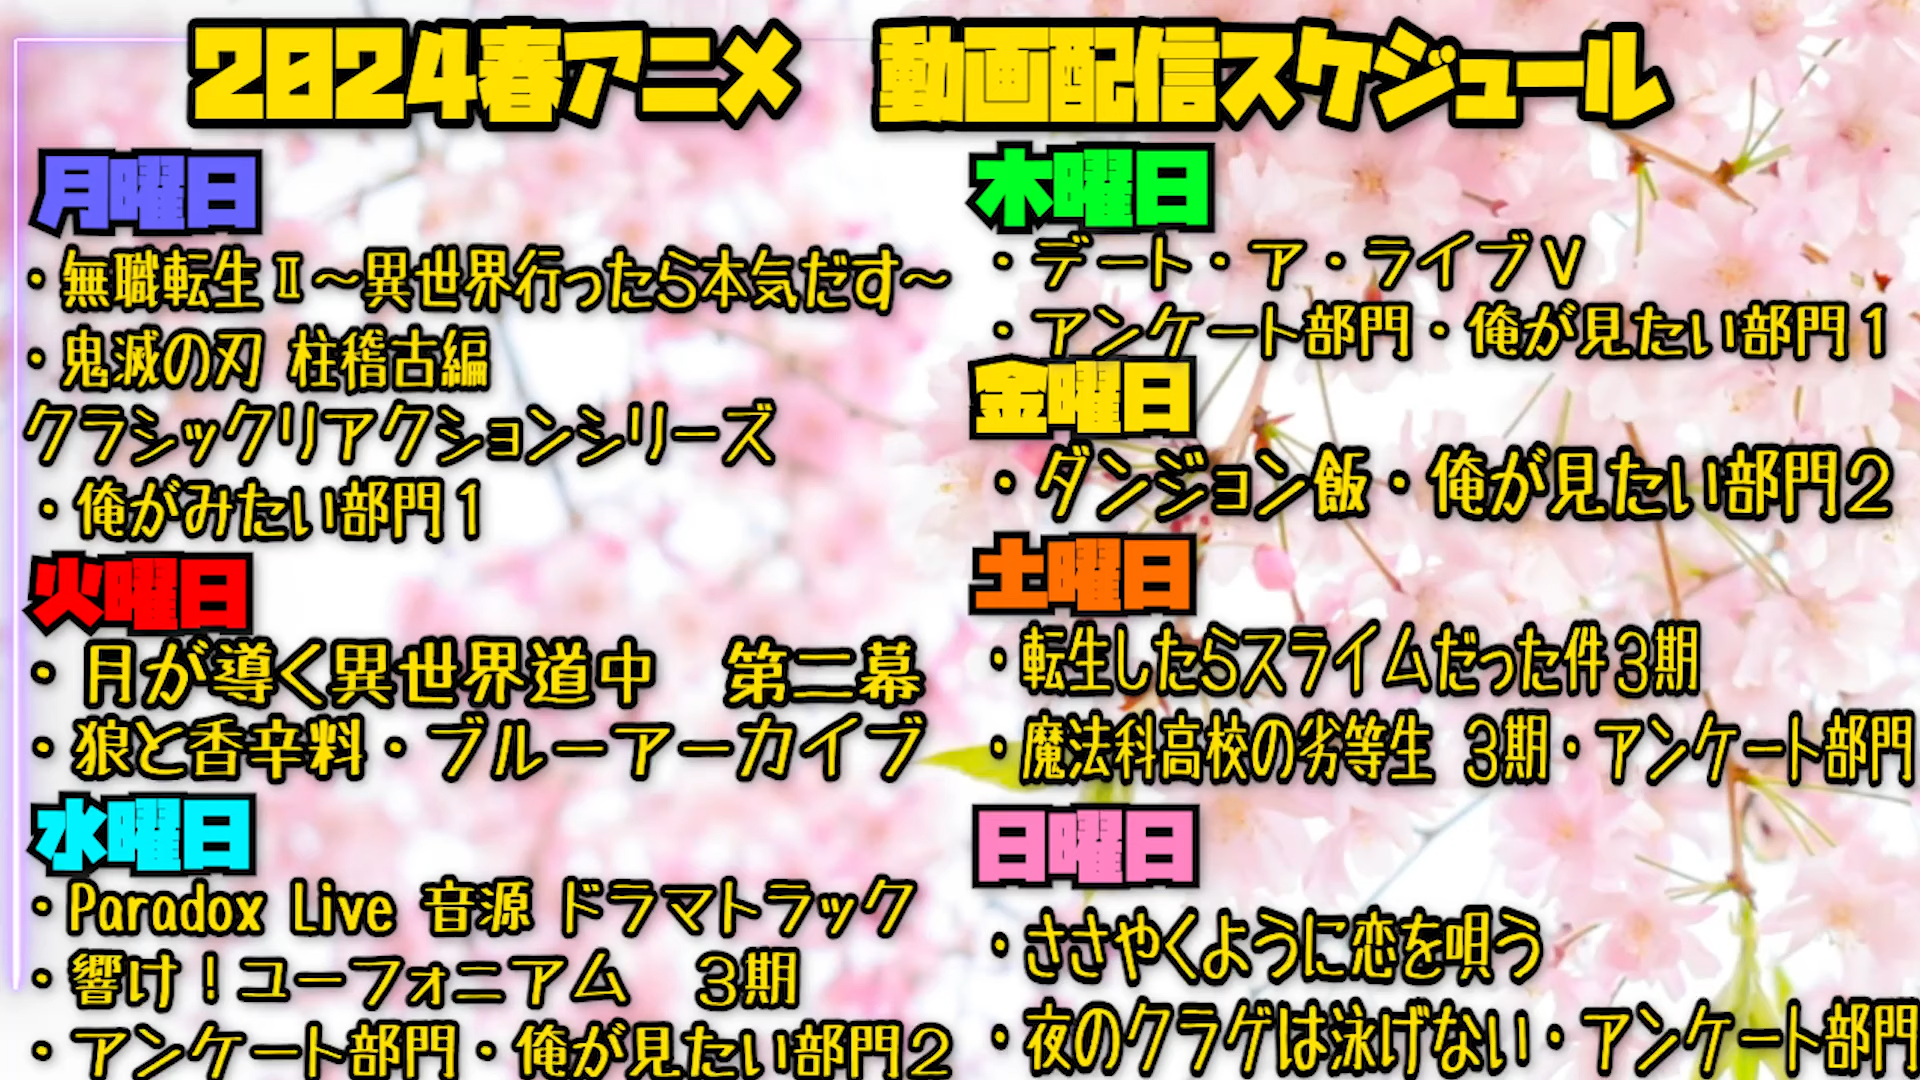 2024春アニメ　動画配信スケジュール
月曜日
・無職転生Ⅱ～異世界行ったら本気だす～
・鬼滅の刃 柱稽古編
クラシックリアクションシリーズ
・俺がみたい部門1
火曜日
・月が導く異世界道中　第二幕
・狼と香辛料・ブルーアーカイブ
水曜日
・Paradox Live 音源 ドラマトラック
・響け！ユーフォニアム　3期
・アンケート部門・俺が見たい部門2
木曜日
・デート・ア・ライブV
・アンケート部門・俺が見たい部門1
金曜日
・ダンジョン飯・俺が見たい部門2
土曜日
・転生したらスライムだった件3期
・魔法科高校の劣等生 3期・アンケート部門
日曜日
・ささやくように恋を唄う
・夜のクラゲは泳げない・アンケート部門